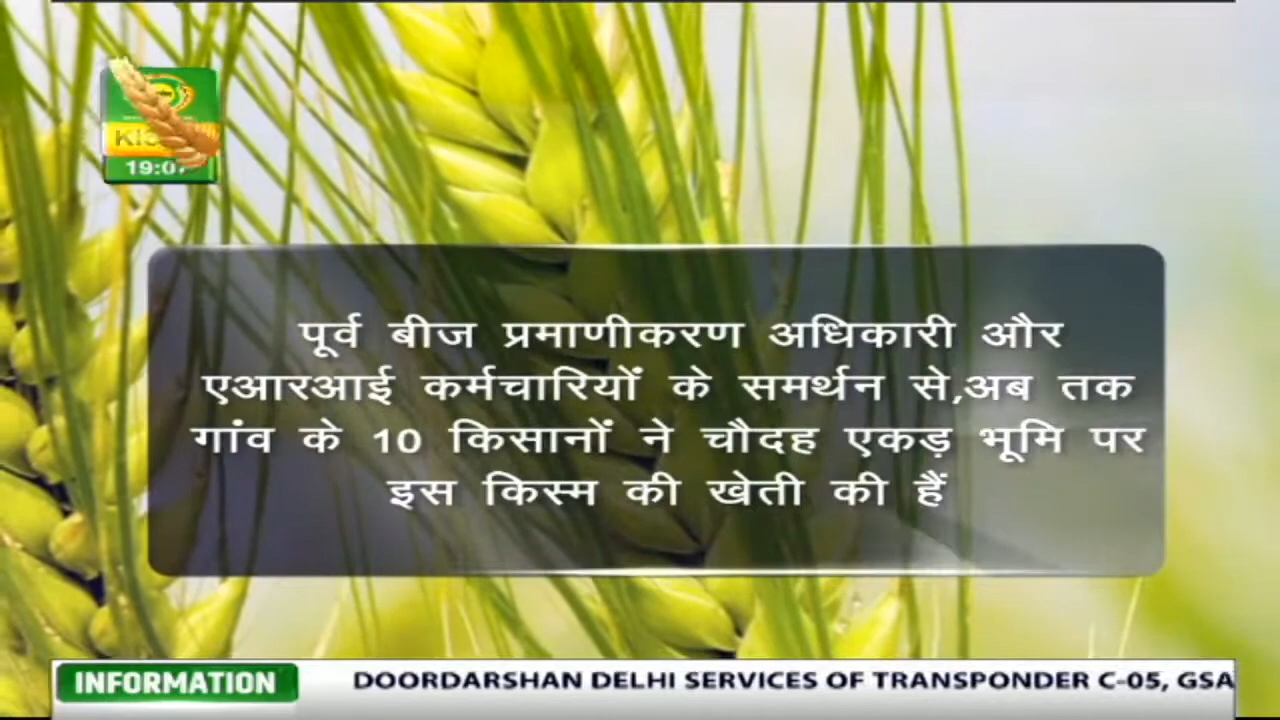 19:07
पूर्व बीज प्रमाणीकरण अधिकारी और
एआरआई कर्मचारियों के समर्थन से,अब तक
गांव के 10 किसानों ने चौदह एकड़ भूमि पर
इस किस्म की खेती की हैं
INFORMATION DOORDARSHAN DELHI SERVICES OF TRANSPONDER C-05, GSA